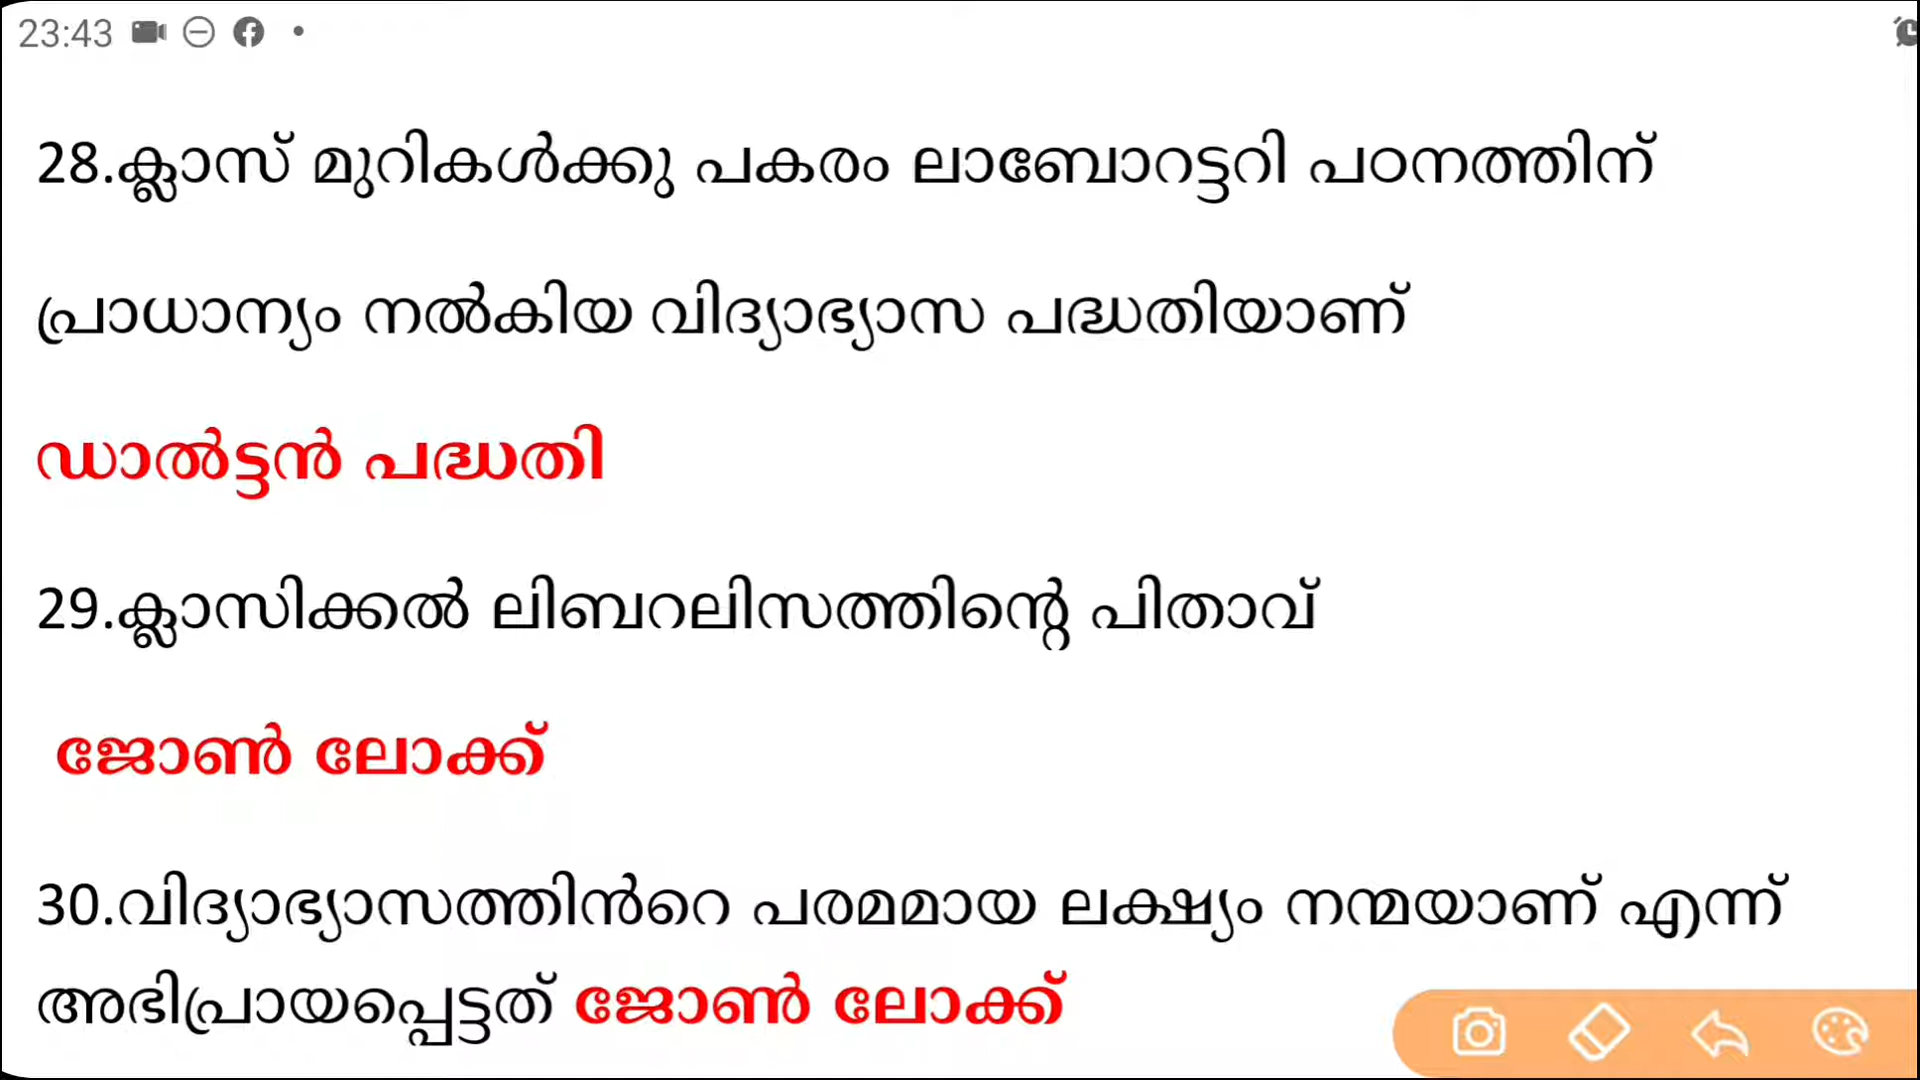 23:43
28.ക്ലാസ് മുറികൾക്കു പകരം ലാബോറട്ടറി പഠനത്തിന്
പ്രാധാന്യം നൽകിയ വിദ്യാഭ്യാസ പദ്ധതിയാണ്
ഡാൽട്ടൻ പദ്ധതി
29.ക്ലാസിക്കൽ ലിബറലിസത്തിന്റെ പിതാവ്
ജോൺ ലോക്ക്
30.വിദ്യാഭ്യാസത്തിൻറെ പരമമായ ലക്ഷ്യം നന്മയാണ് എന്ന്
അഭിപ്രായപ്പെട്ടത് ജോൺ ലോക്ക്